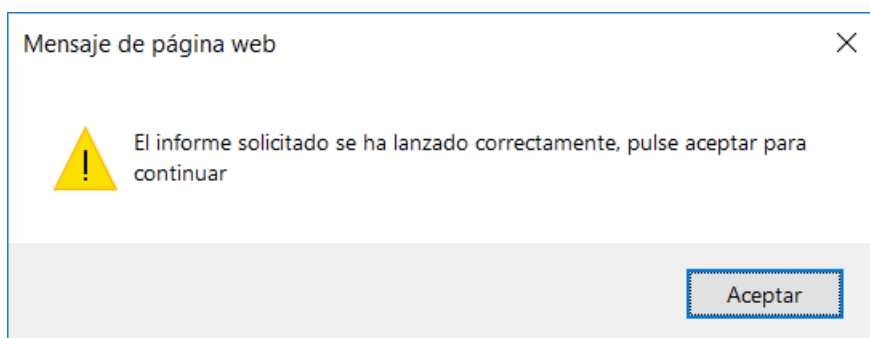 Mensaje de página web
El informe solicitado se ha lanzado correctamente, pulse aceptar para
continuar
Aceptar